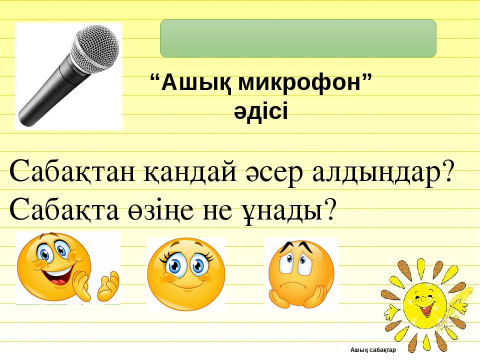 “Ашық микрофон”
әдісі
Сабақтан қандай әсер алдыңдар?
Сабақта өзіңе не ұнады?
Ашық сабақтар